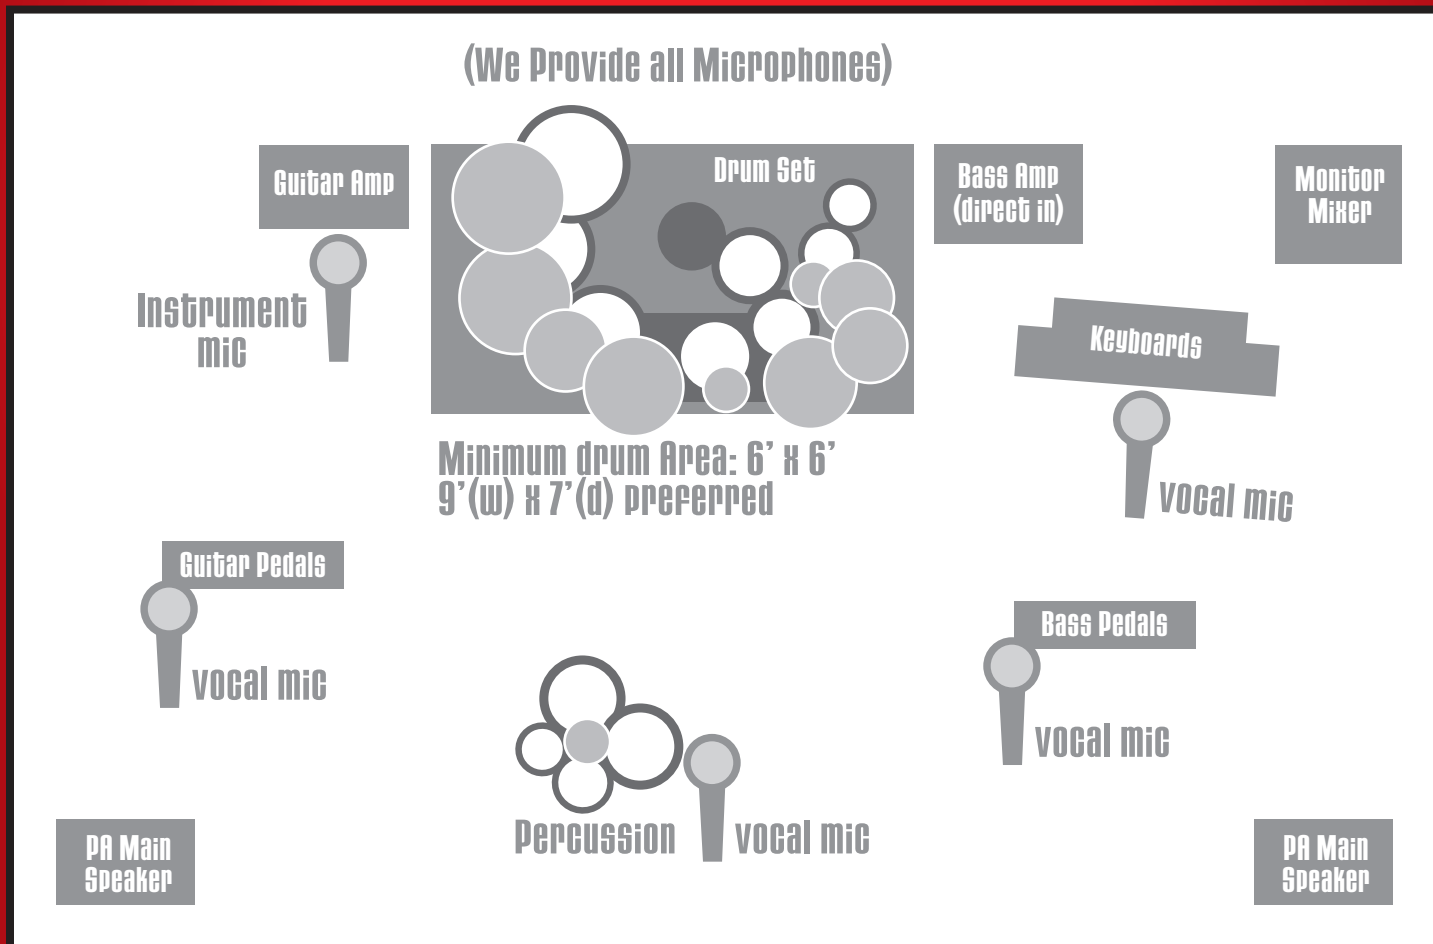 (We Provide all Microphones)
Guitar Amp
Drum Set
Bass Amp
(direct in)
Monitor
Mixer
Instrument
mic
Keyboards
vocal mic
Minimum drum Area: 6' x 6'
9'(w) x 7'(d) preferred
Guitar Pedals
vocal mic
Bass Pedals
vocal mic
Percussion
vocal mic
PA Main
Speaker
PA Main
Speaker